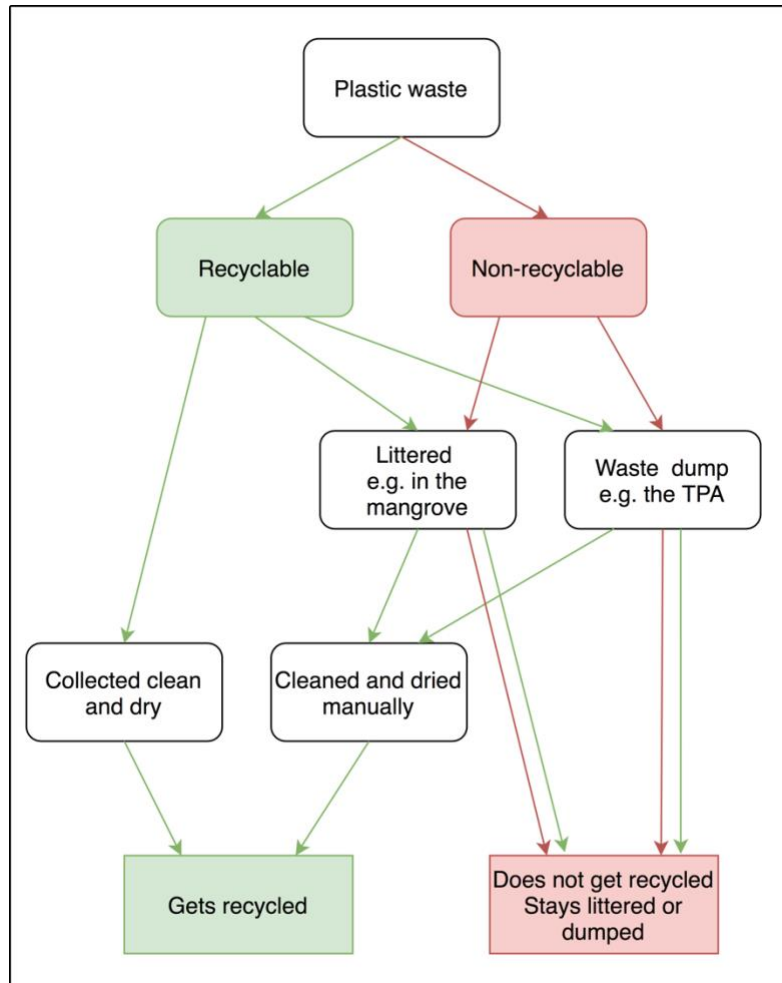 Plastic waste
Recyclable
Non-recyclable
Littered
e.g. in the
mangrove
Waste dump
e.g. the TPA
Collected clean
and dry
Cleaned and dried
manually
Gets recycled
Does not get recycled
Stays littered or
dumped